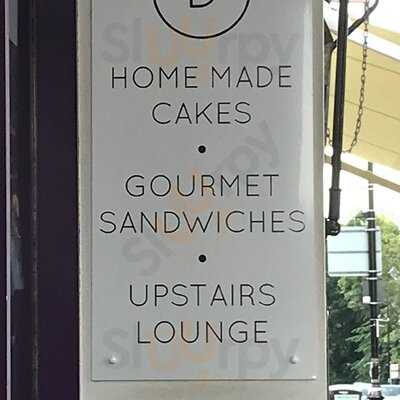 HOME MADE
CAKES
•
GOURMET
SANDWICHES
•
UPSTAIRS
LOUNGE